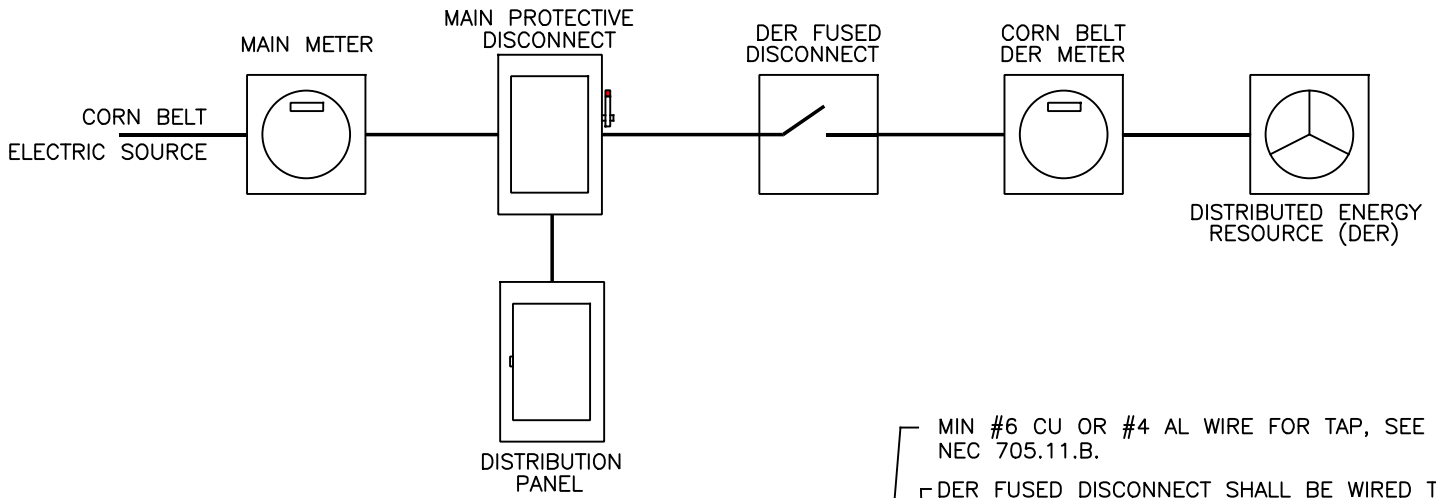 MAIN PROTECTIVE
DISCONNECT
MAIN METER
DER FUSED
DISCONNECT
CORN BELT
DER METER
CORN BELT
ELECTRIC SOURCE
DISTRIBUTED ENERGY
RESOURCE (DER)
DISTRIBUTION
PANEL
MIN #6 CU OR #4 AL WIRE FOR TAP, SEE
NEC 705.11.B.
DER FUSED DISCONNECT SHALL BE WIRED